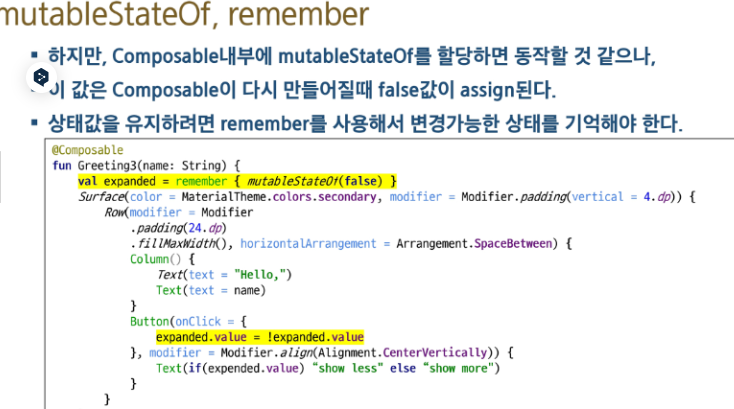 mutableStateOf, remember
▪ 하지만, Composable내부에 mutableStateOf를 할당하면 동작할 것 같으나,
이 값은 Composable이 다시 만들어질때 false값이 assign된다.
▪ 상태값을 유지하려면 remember를 사용해서 변경가능한 상태를 기억해야 한다.
@Composable
fun Greeting3(name: String) {
    val expanded = remember { mutableStateOf(false) }
    Surface(color = MaterialTheme.colors.secondary, modifier = Modifier.padding(vertical = 4.dp)) {
        Row(modifier = Modifier
            .padding(24.dp)
            .fillMaxWidth(), horizontalArrangement = Arrangement.SpaceBetween) {
            Column() {
                Text(text = "Hello,")
                Text(text = name)
            }
            Button(onClick = {
                expanded.value = !expanded.value
            }, modifier = Modifier.align(Alignment.CenterVertically)) {
                Text(if(expended.value) "show less" else "show more")
            }
        }